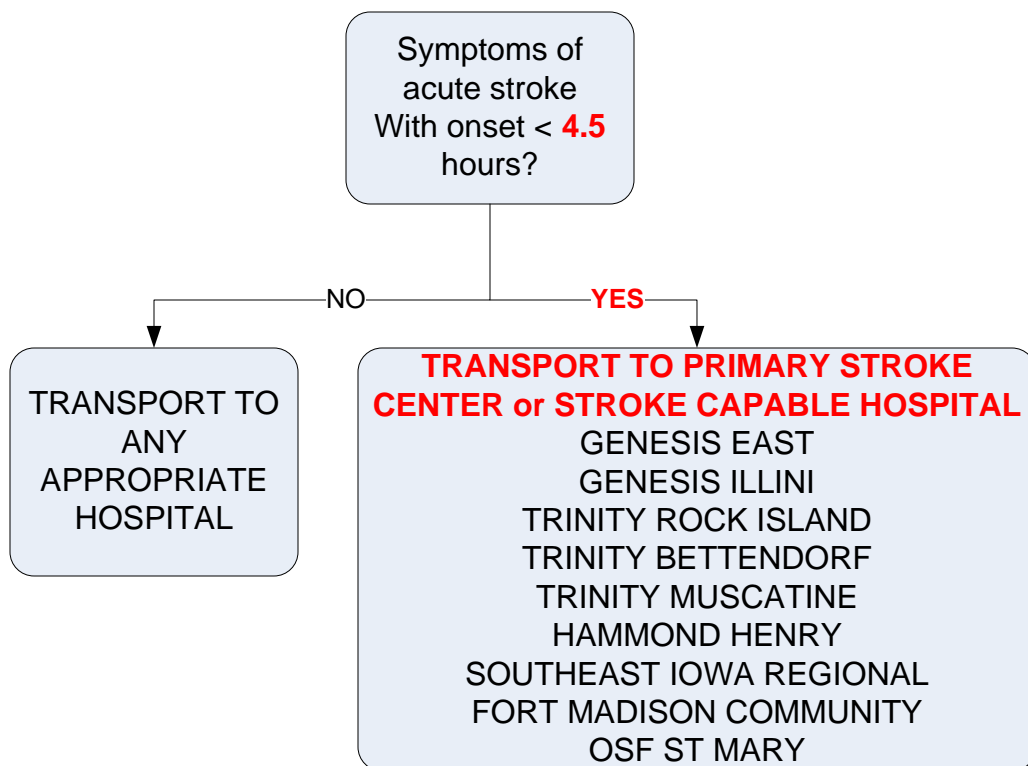 Symptoms of
acute stroke
With onset < 4.5
hours?
NO
YES
TRANSPORT TO
ANY
APPROPRIATE
HOSPITAL
TRANSPORT TO PRIMARY STROKE
CENTER or STROKE CAPABLE HOSPITAL
GENESIS EAST
GENESIS ILLINI
TRINITY ROCK ISLAND
TRINITY BETTENDORF
TRINITY MUSCATINE
HAMMOND HENRY
SOUTHEAST IOWA REGIONAL
FORT MADISON COMMUNITY
OSF ST MARY